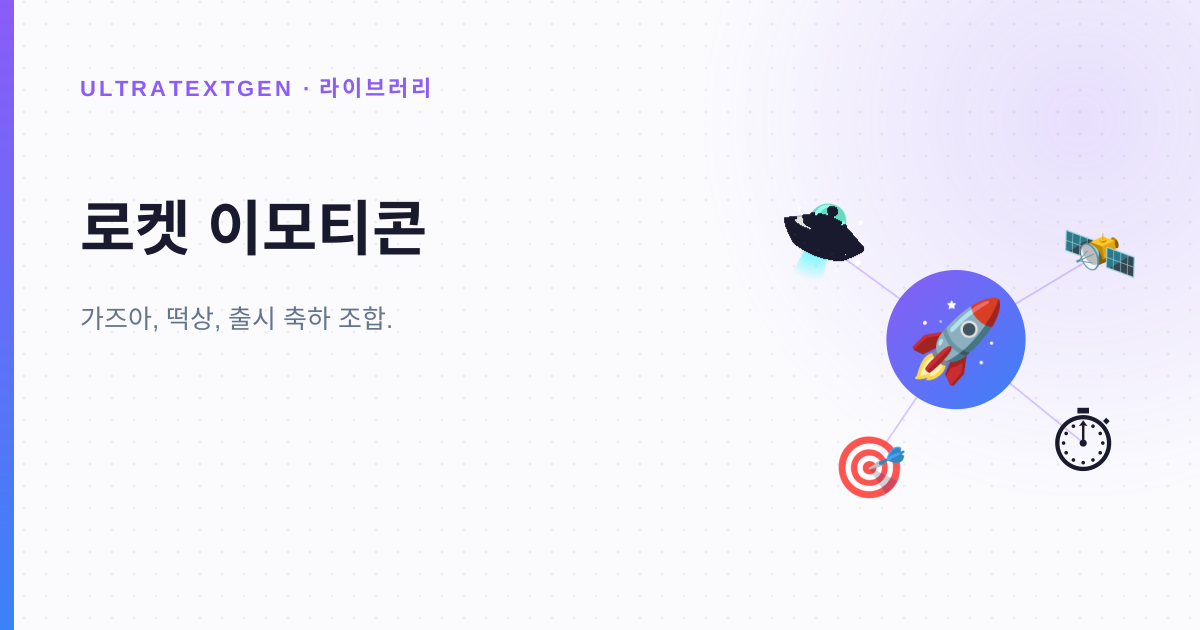 ULTRATEXTGEN · 라이브러리
로켓 이모티콘
가즈아, 떡상, 출시 축하 조합.